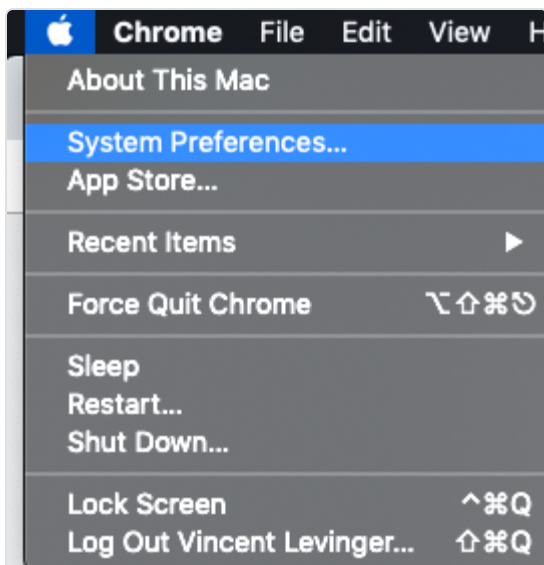 Chrome File Edit View H
About This Mac
System Preferences...
App Store...
Recent Items ▶
Force Quit Chrome ⌥⇧⌘⎋
Sleep
Restart...
Shut Down...
Lock Screen ^⌘Q
Log Out Vincent Levinger... ⇧⌘Q